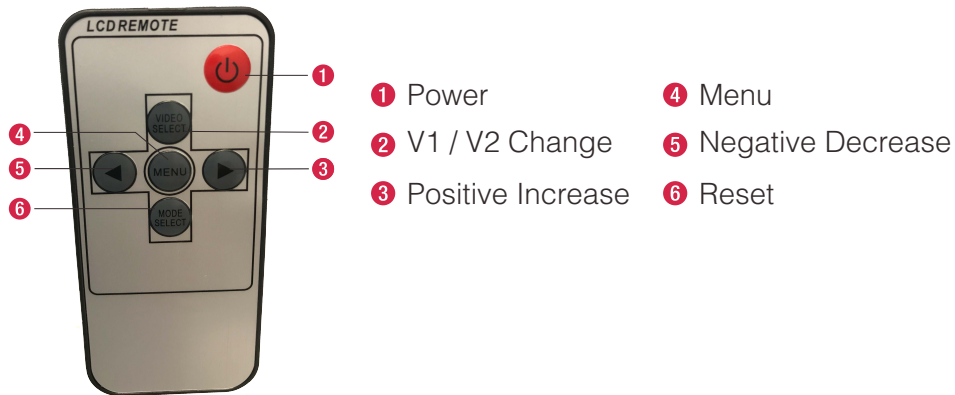 LCD REMOTE
VIDEO
SELECT
MENU
MODE
SELECT
1
2
3
4
5
6
1 Power
2 V1 / V2 Change
3 Positive Increase
4 Menu
5 Negative Decrease
6 Reset